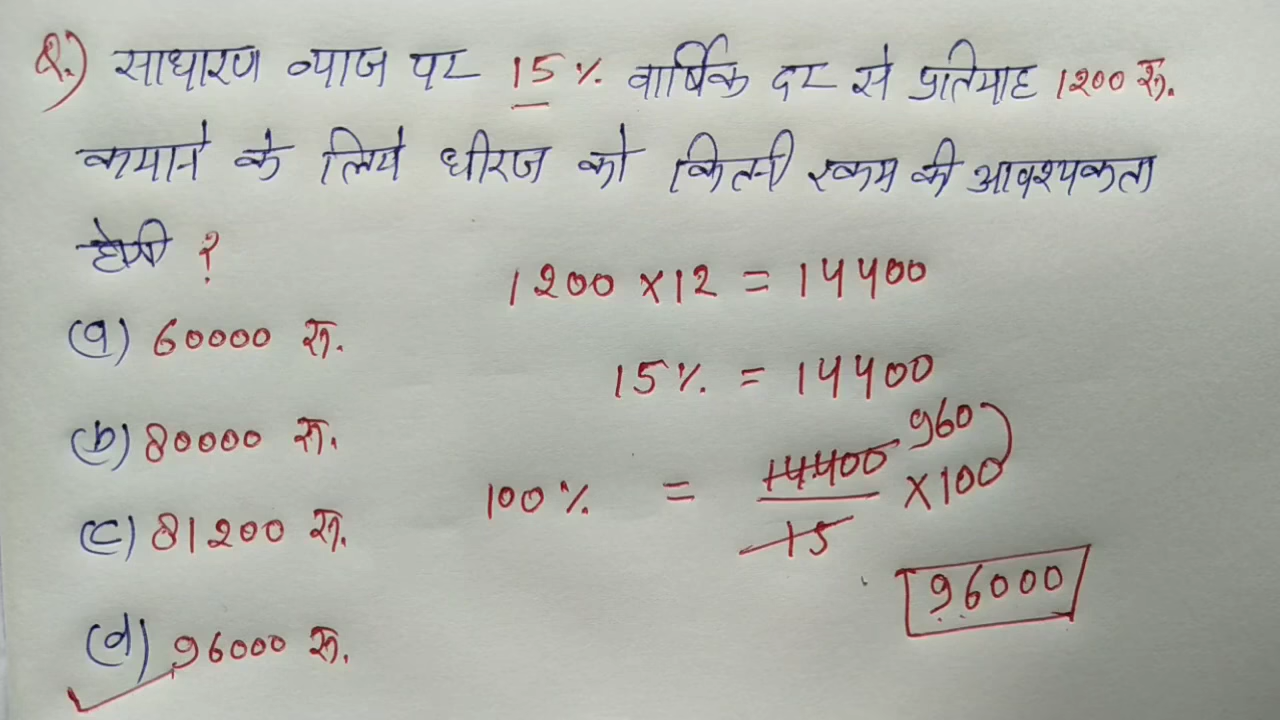 Q.) साधारण व्याज पर 15% वार्षिक दर से प्रतिमाह 1200 रु.
कमाने के लिये धीरज को कितनी रकम की आवश्यकता
होगी ?
1200 × 12 = 14400
(a) 60000 रु.
15% = 14400
(b) 80000 रु.
960
100% = 14400 × 100
15
(c) 81200 रु.
96000
(d) 96000 रु.